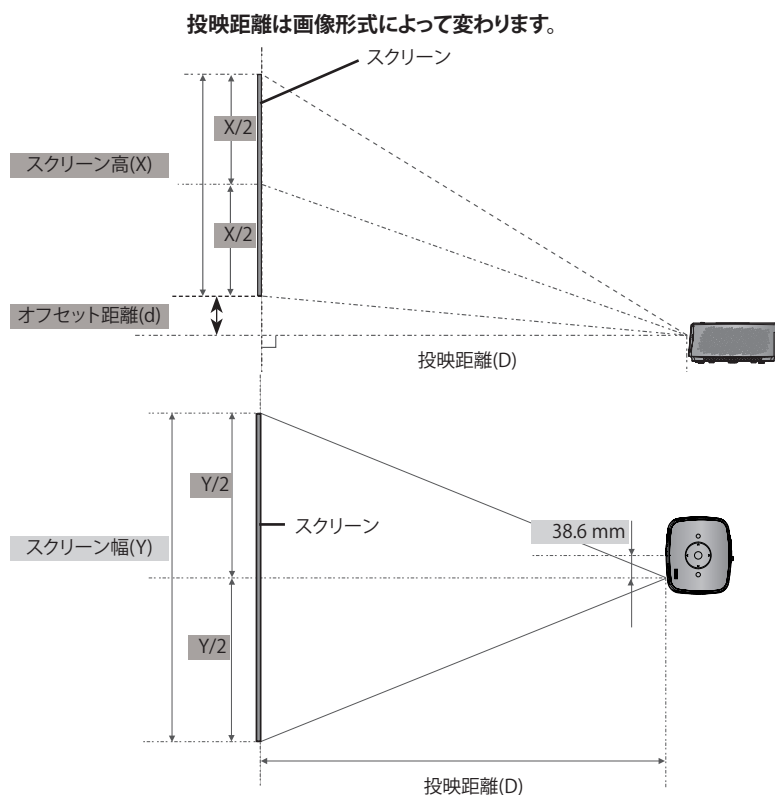 投映距離は画像形式によって変わります。
スクリーン
X/2
スクリーン高(X)
X/2
オフセット距離(d)
投映距離(D)
Y/2
スクリーン
38.6 mm
スクリーン幅(Y)
Y/2
投映距離(D)